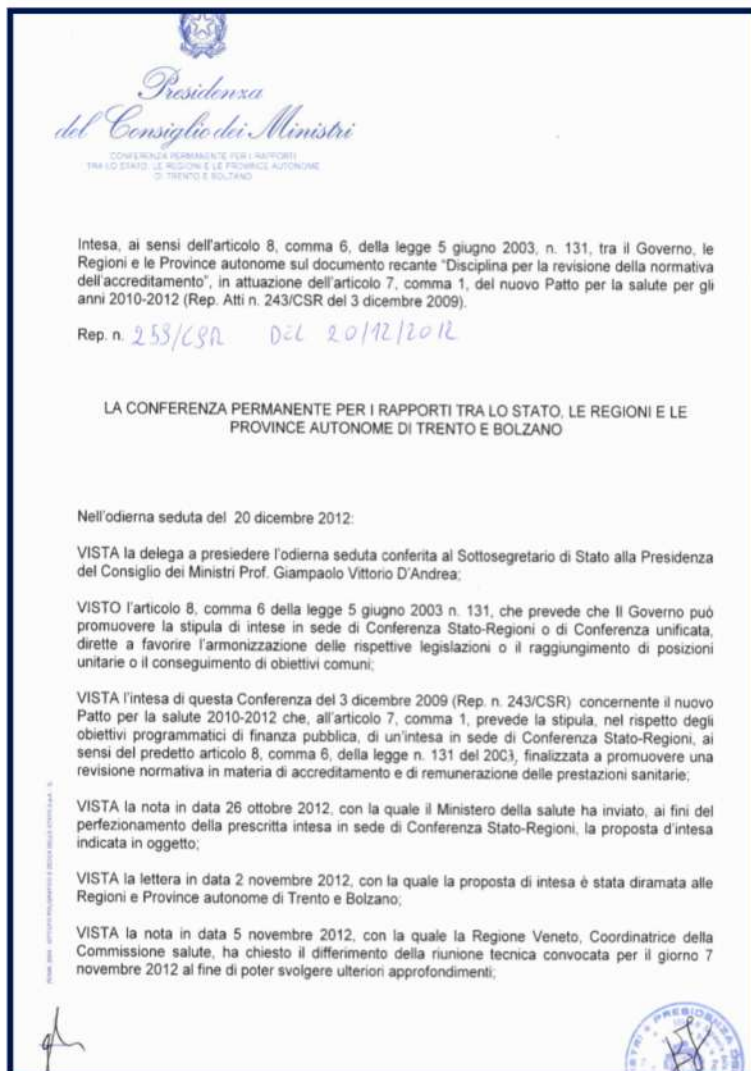 Presidenza
del Consiglio dei Ministri
CONFERENZA PERMANENTE PER I RAPPORTI
TRA LO STATO, LE REGIONI E LE PROVINCE AUTONOME
DI TRENTO E BOLZANO
Intesa, ai sensi dell'articolo 8, comma 6, della legge 5 giugno 2003, n. 131, tra il Governo, le
Regioni e le Province autonome sul documento recante "Disciplina per la revisione della normativa
dell'accreditamento", in attuazione dell'articolo 7, comma 1, del nuovo Patto per la salute per gli
anni 2010-2012 (Rep. Atti n. 243/CSR del 3 dicembre 2009).
Rep. n. 259/CSR DEL 20/12/2012
LA CONFERENZA PERMANENTE PER I RAPPORTI TRA LO STATO, LE REGIONI E LE
PROVINCE AUTONOME DI TRENTO E BOLZANO
Nell'odierna seduta del 20 dicembre 2012:
VISTA la delega a presiedere l'odierna seduta conferita al Sottosegretario di Stato alla Presidenza
del Consiglio dei Ministri Prof. Giampaolo Vittorio D'Andrea;
VISTO l'articolo 8, comma 6 della legge 5 giugno 2003 n. 131, che prevede che Il Governo può
promuovere la stipula di intese in sede di Conferenza Stato-Regioni o di Conferenza unificata,
dirette a favorire l'armonizzazione delle rispettive legislazioni o il raggiungimento di posizioni
unitarie o il conseguimento di obiettivi comuni;
VISTA l'intesa di questa Conferenza del 3 dicembre 2009 (Rep. n. 243/CSR) concernente il nuovo
Patto per la salute 2010-2012 che, all'articolo 7, comma 1, prevede la stipula, nel rispetto degli
obiettivi programmatici di finanza pubblica, di un'intesa in sede di Conferenza Stato-Regioni, ai
sensi del predetto articolo 8, comma 6, della legge n. 131 del 2003, finalizzata a promuovere una
revisione normativa in materia di accreditamento e di remunerazione delle prestazioni sanitarie;
VISTA la nota in data 26 ottobre 2012, con la quale il Ministero della salute ha inviato, ai fini del
perfezionamento della prescritta intesa in sede di Conferenza Stato-Regioni, la proposta d'intesa
indicata in oggetto;
VISTA la lettera in data 2 novembre 2012, con la quale la proposta di intesa è stata diramata alle
Regioni e Province autonome di Trento e Bolzano;
VISTA la nota in data 5 novembre 2012, con la quale la Regione Veneto, Coordinatrice della
Commissione salute, ha chiesto il differimento della riunione tecnica convocata per il giorno 7
novembre 2012 al fine di poter svolgere ulteriori approfondimenti;